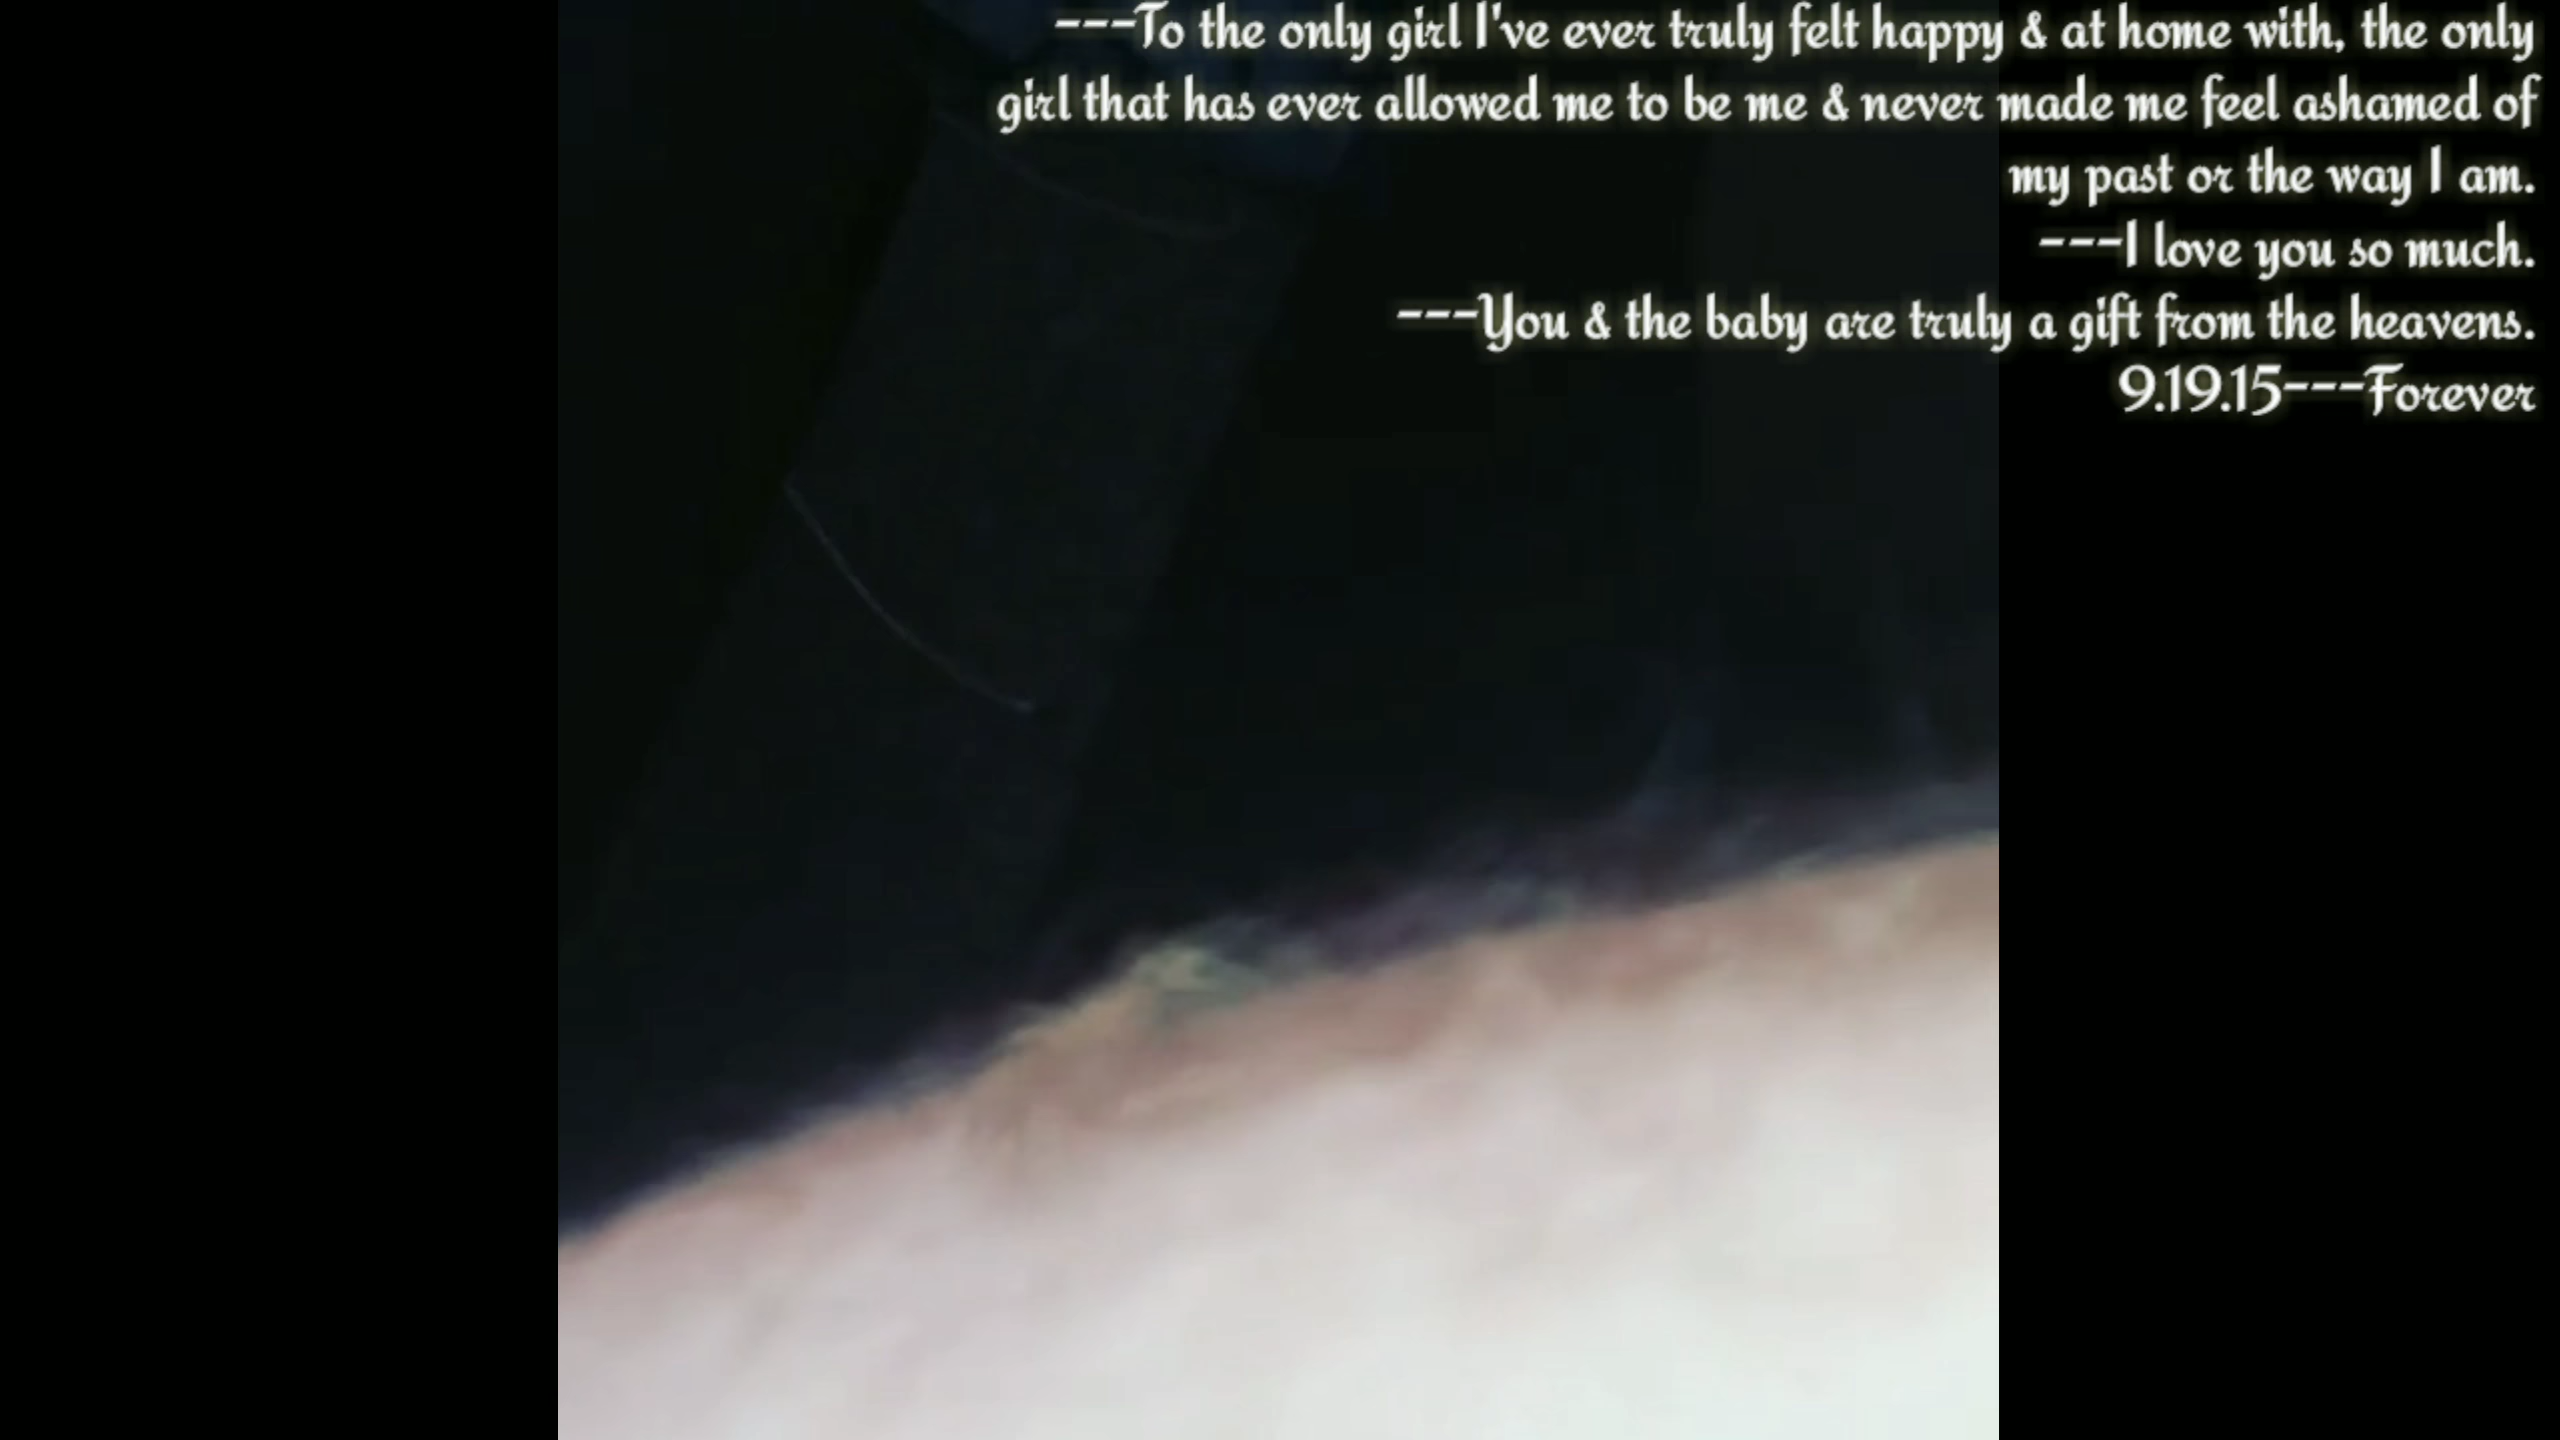 ---To the only girl I've ever truly felt happy & at home with, the only
girl that has ever allowed me to be me & never made me feel ashamed of
my past or the way I am.
---I love you so much.
---You & the baby are truly a gift from the heavens.
9.19.15---Forever